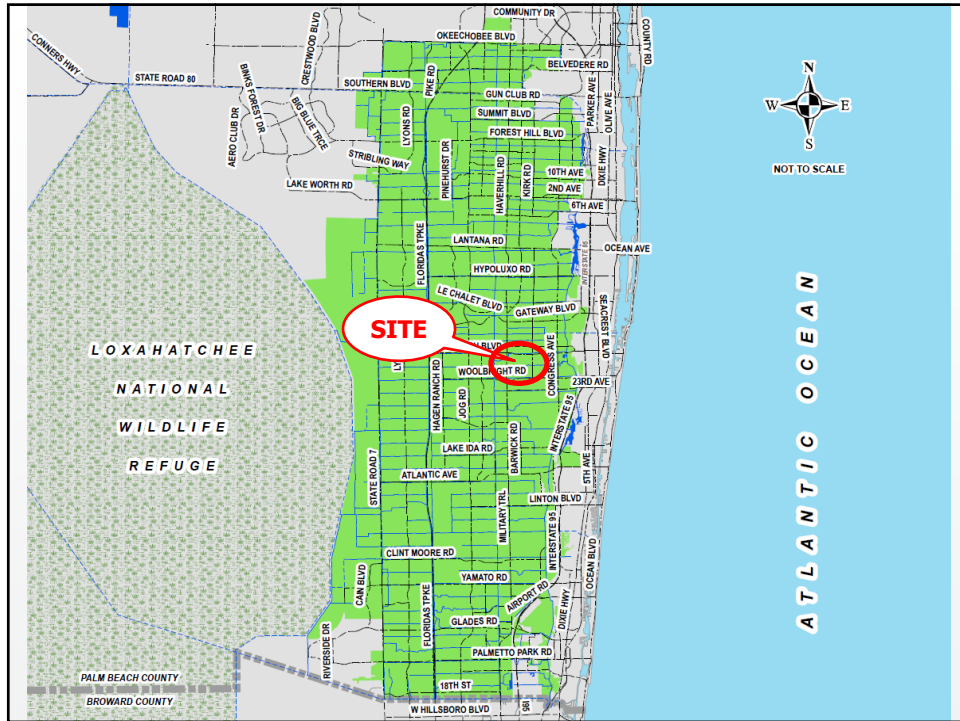 COMMUNITY DR
OKEECHOBEE BLVD
COUNTY RD
CONNERS HWY
CRESTWOOD BLVD
BELVEDERE RD
STATE ROAD 80
SOUTHERN BLVD
PIKE RD
GUN CLUB RD
PARKER AVE
OLIVE AVE
N
W
E
S
NOT TO SCALE
BINKS FOREST DR
BIG BLUE TRCE
AERO CLUB DR
LYONS RD
SUMMIT BLVD
FOREST HILL BLVD
STRIBLING WAY
PINEHURST DR
HAVERHILL RD
KIRK RD
10TH AVE
DIXIE HWY
LAKE WORTH RD
2ND AVE
6TH AVE
FLORIDAS TPKE
LANTANA RD
OCEAN AVE
INTERSTATE 95
HYPOLUXO RD
LE CHALET BLVD
GATEWAY BLVD
SEACREST BLVD
SITE
BLVD
LY
WOOLBRIGHT RD
CONGRESS AVE
23RD AVE
HAGEN RANCH RD
JOG RD
LOXAHATCHEE
NATIONAL
WILDLIFE
REFUGE
ATLANTIC OCEAN
BARWICK RD
INTERSTATE 95
LAKE IDA RD
STATE ROAD 7
ATLANTIC AVE
5TH AVE
LINTON BLVD
MILITARY TRL
INTERSTATE 95
CLINT MOORE RD
OCEAN BLVD
CAIN BLVD
YAMATO RD
AIRPORT RD
FLORIDAS TPKE
DIXIE HWY
GLADES RD
RIVERSIDE DR
PALMETTO PARK RD
PALM BEACH COUNTY
18TH ST
BROWARD COUNTY
W HILLSBORO BLVD
I95